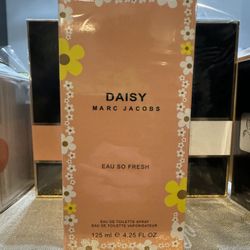 DAISY
MARC JACOBS
EAU SO FRESH
EAU DE TOILETTE SPRAY
EAU DE TOILETTE VAPORISATEUR
125 ml ℮ 4.25 FL. OZ.